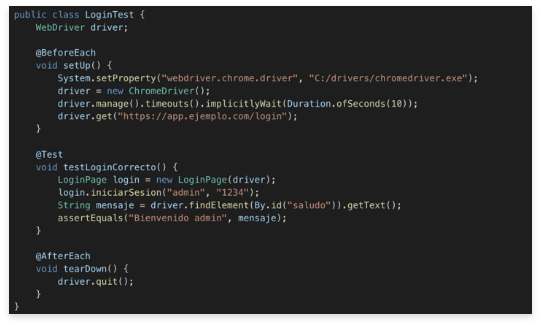 public class LoginTest {
    WebDriver driver;

    @BeforeEach
    void setUp() {
        System.setProperty("webdriver.chrome.driver", "C:/drivers/chromedriver.exe");
        driver = new ChromeDriver();
        driver.manage().timeouts().implicitlyWait(Duration.ofSeconds(10));
        driver.get("https://app.ejemplo.com/login");
    }

    @Test
    void testLoginCorrecto() {
        LoginPage login = new LoginPage(driver);
        login.iniciarSesion("admin", "1234");
        String mensaje = driver.findElement(By.id("saludo")).getText();
        assertEquals("Bienvenido admin", mensaje);
    }

    @AfterEach
    void tearDown() {
        driver.quit();
    }
}